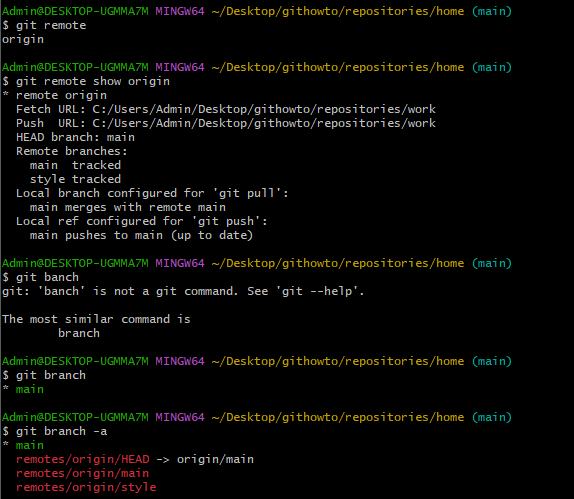 Admin@DESKTOP-UGMMA7M MINGW64 ~/Desktop/githowto/repositories/home (main)
$ git remote
origin
Admin@DESKTOP-UGMMA7M MINGW64 ~/Desktop/githowto/repositories/home (main)
$ git remote show origin
* remote origin
  Fetch URL: C:/Users/Admin/Desktop/githowto/repositories/work
  Push  URL: C:/Users/Admin/Desktop/githowto/repositories/work
  HEAD branch: main
  Remote branches:
    main  tracked
    style tracked
  Local branch configured for 'git pull':
    main merges with remote main
  Local ref configured for 'git push':
    main pushes to main (up to date)
Admin@DESKTOP-UGMMA7M MINGW64 ~/Desktop/githowto/repositories/home (main)
$ git banch
git: 'banch' is not a git command. See 'git --help'.
The most similar command is
        branch
Admin@DESKTOP-UGMMA7M MINGW64 ~/Desktop/githowto/repositories/home (main)
$ git branch
* main
Admin@DESKTOP-UGMMA7M MINGW64 ~/Desktop/githowto/repositories/home (main)
$ git branch -a
* main
  remotes/origin/HEAD -> origin/main
  remotes/origin/main
  remotes/origin/style